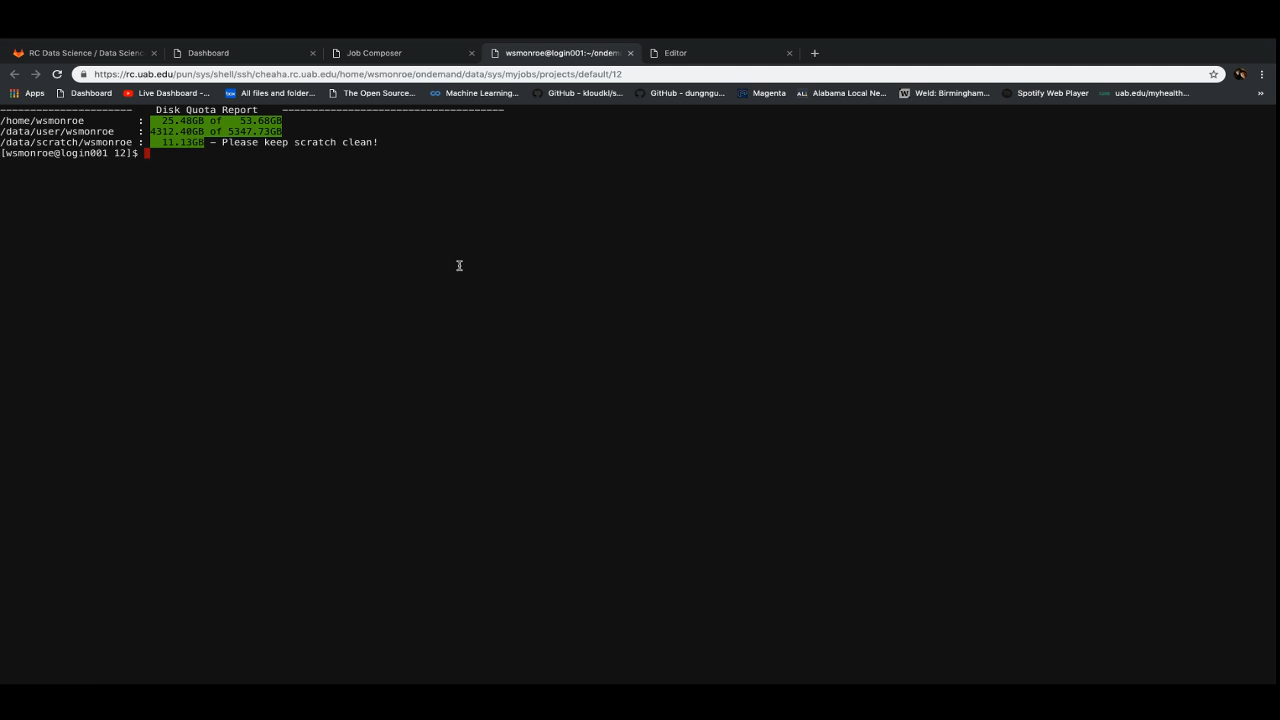 RC Data Science / Data Scienc
Dashboard
Job Composer
wsmonroe@login001:~/ondem
Editor
https://rc.uab.edu/pun/sys/shell/ssh/cheaha.rc.uab.edu/home/wsmonroe/ondemand/data/sys/myjobs/projects/default/12
Apps
Dashboard
Live Dashboard -...
All files and folder...
The Open Source...
Machine Learning...
GitHub - kloudkl/s...
GitHub - dungngu...
Magenta
Alabama Local Ne...
Weld: Birmingham...
Spotify Web Player
uab.edu/myhealth...
»
---------------------- Disk Quota Report -------------------------------------
/home/wsmonroe : 25.48GB of 53.68GB
/data/user/wsmonroe : 4312.40GB of 5347.73GB
/data/scratch/wsmonroe : 11.13GB - Please keep scratch clean!
[wsmonroe@login001 12]$